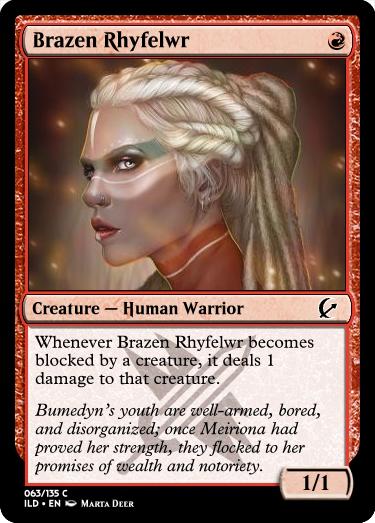 Brazen Rhyfelwr
Creature — Human Warrior
Whenever Brazen Rhyfelwr becomes
blocked by a creature, it deals 1
damage to that creature.
Bumedyn's youth are well-armed, bored,
and disorganized; once Meiriona had
proved her strength, they flocked to her
promises of wealth and notoriety.
1/1
063/135 C
ILD • EN Marta Deer